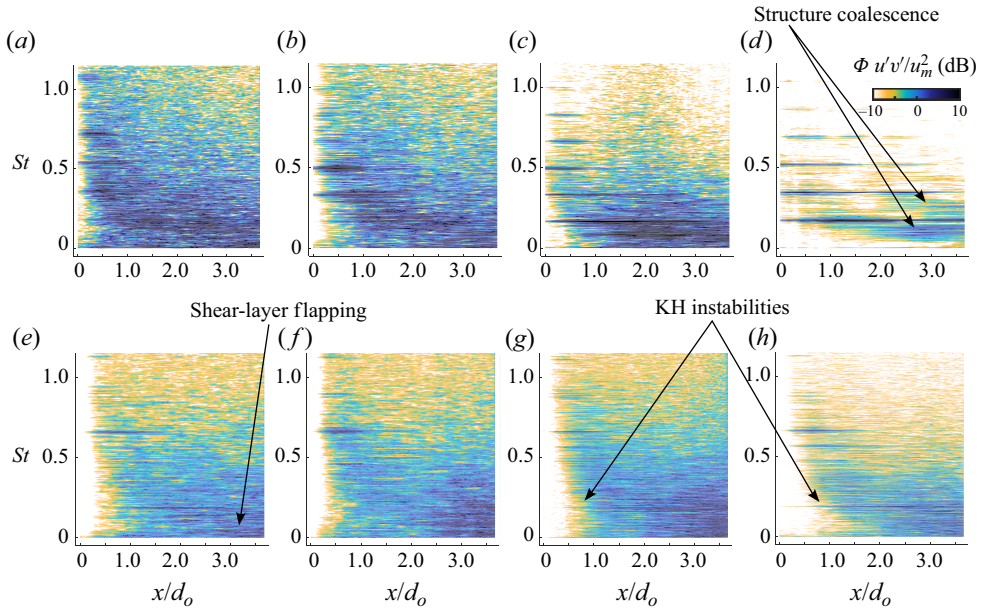 Structure coalescence
(a) (b) (c) (d)
Φ u′v′/u²ₘ (dB)
−10 0 10
1.0 1.0 1.0 1.0
St 0.5 0.5 0.5 0.5
0 0 0 0
0 1.0 2.0 3.0 0 1.0 2.0 3.0 0 1.0 2.0 3.0 0 1.0 2.0 3.0
Shear-layer flapping KH instabilities
(e) (f) (g) (h)
1.0 1.0 1.0 1.0
St 0.5 0.5 0.5 0.5
0 0 0 0
0 1.0 2.0 3.0 0 1.0 2.0 3.0 0 1.0 2.0 3.0 0 1.0 2.0 3.0
x/dₒ x/dₒ x/dₒ x/dₒ